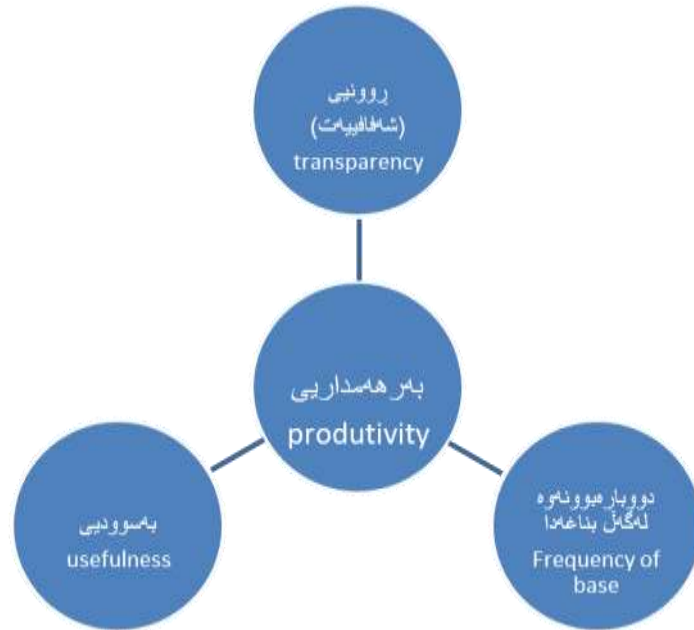 ڕوونیی
(شەفافییەت)
transparency
بەرهەمداریی
produtivity
دووبارەبوونەوە
لەگەڵ بناغەدا
Frequency of
base
بەسوودیی
usefulness